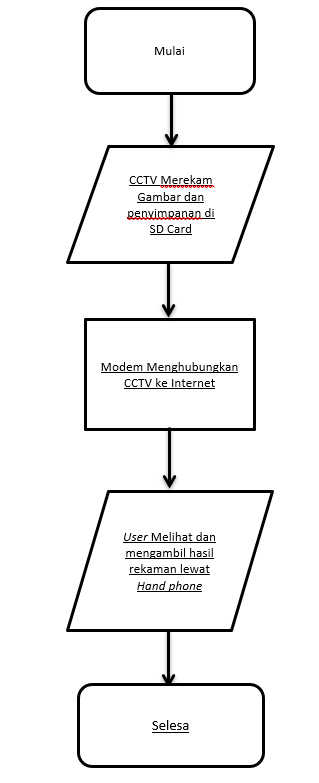 Mulai
CCTV Merekam
Gambar dan
penyimpanan di
SD Card
Modem Menghubungkan
CCTV ke Internet
User Melihat dan
mengambil hasil
rekaman lewat
Hand phone
Selesa